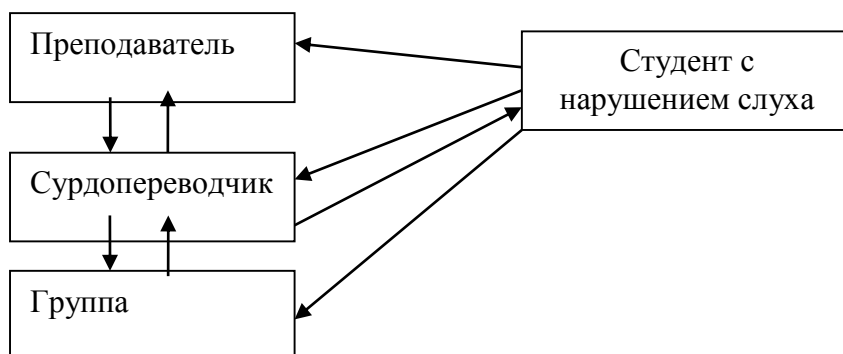 Преподаватель
Студент с
нарушением слуха
Сурдопереводчик
Группа